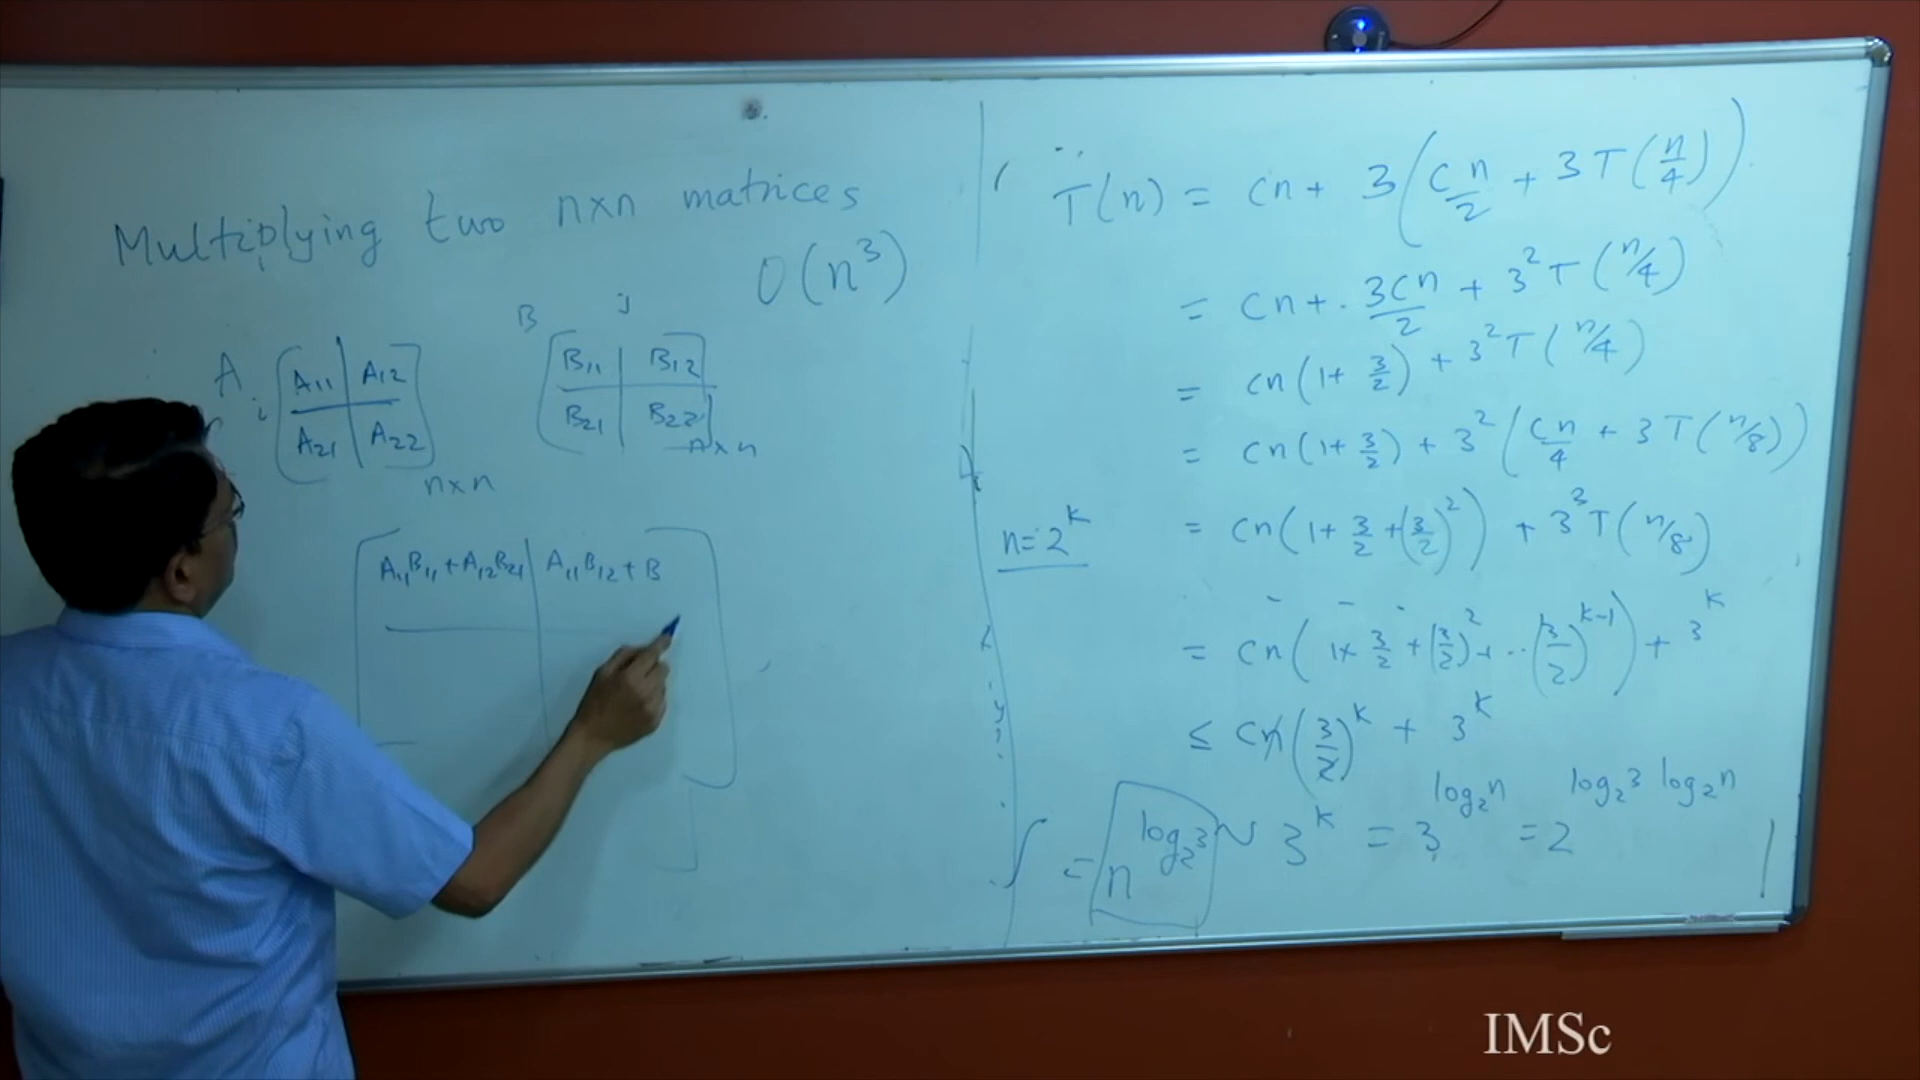 Multiplying two n×n matrices
O(n³)
A i [A₁₁ A₁₂
A₂₁ A₂₂]
n×n
B j [B₁₁ B₁₂
B₂₁ B₂₂]
n×n
A₁₁B₁₁ + A₁₂B₂₁ A₁₁B₁₂ + B
T(n) = cn + 3(cn/2 + 3T(n/4))
= cn + 3cn/2 + 3²T(n/4)
= cn(1 + 3/2) + 3²T(n/4)
= cn(1 + 3/2) + 3²(cn/4 + 3T(n/8))
n = 2ᵏ
= cn(1 + 3/2 + (3/2)²) + 3³T(n/8)
= cn(1 + 3/2 + (3/2)² + ·· (3/2)ᵏ⁻¹) + 3ᵏ
≤ cn(3/2)ᵏ + 3ᵏ
= n^(log₂3) ~ 3ᵏ = 3^(log₂n) = 2^(log₂3 log₂n)
IMSc